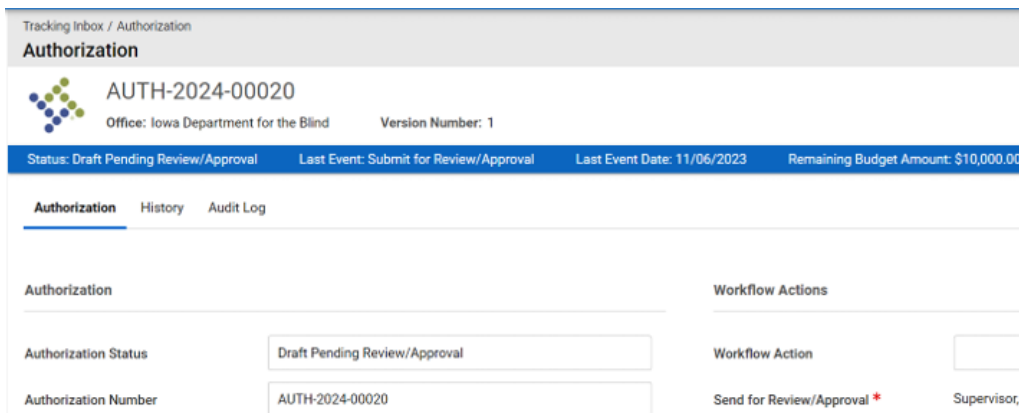 Tracking Inbox / Authorization
Authorization
AUTH-2024-00020
Office: Iowa Department for the Blind Version Number: 1
Status: Draft Pending Review/Approval Last Event: Submit for Review/Approval Last Event Date: 11/06/2023 Remaining Budget Amount: $10,000.00
Authorization History Audit Log
Authorization Workflow Actions
Authorization Status Draft Pending Review/Approval Workflow Action
Authorization Number AUTH-2024-00020 Send for Review/Approval * Supervisor,